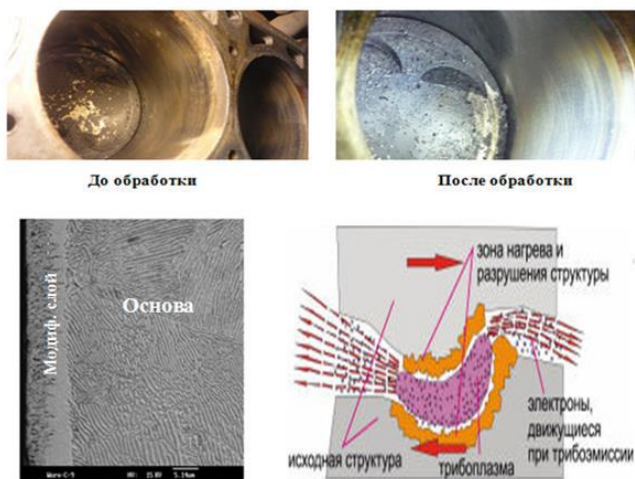 До обработки
После обработки
Модиф. слой
Основа
зона нагрева и
разрушения структуры
электроны,
движущиеся
при трибоэмиссии
исходная структура
трибоплазма